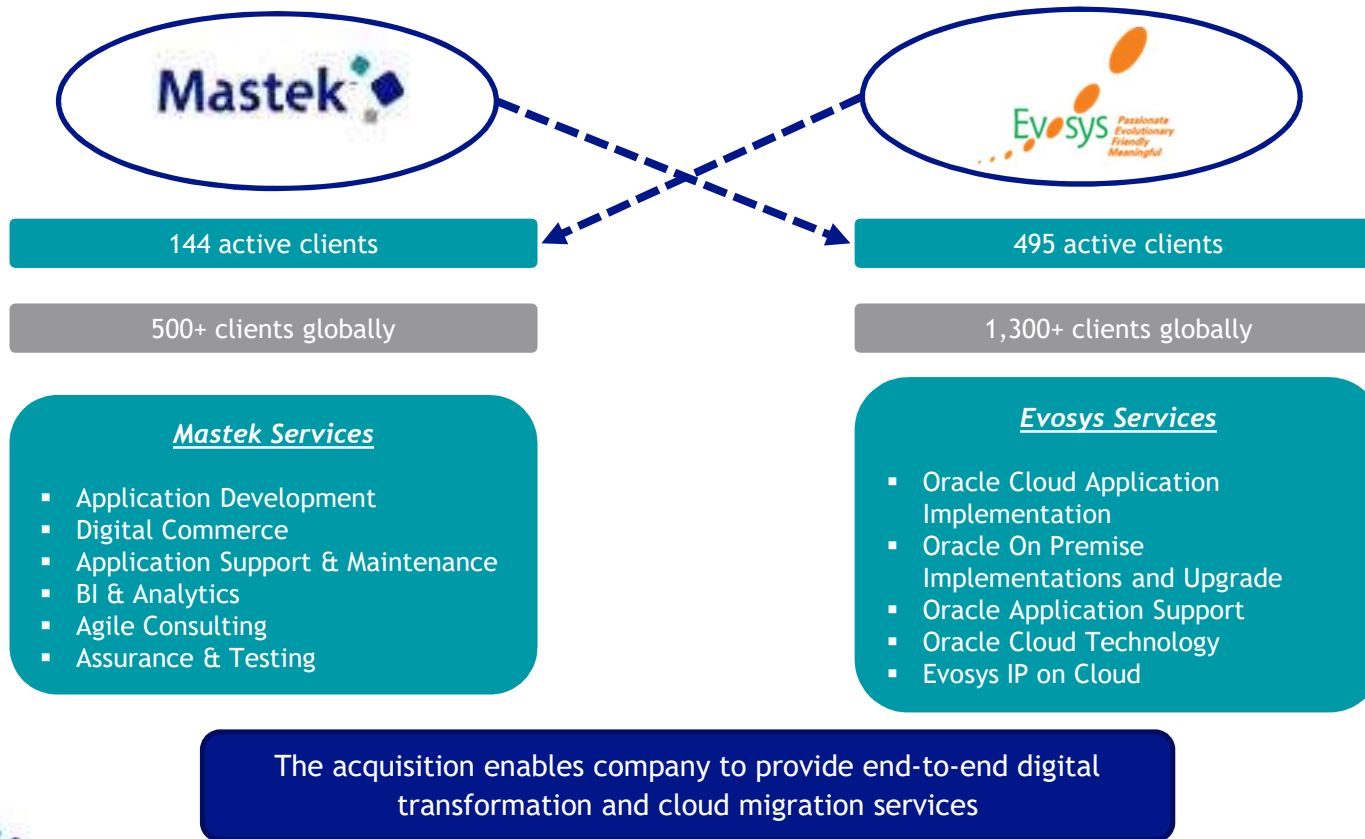 Mastek
Evosys
Passionate
Evolutionary
Friendly
Meaningful
144 active clients
495 active clients
500+ clients globally
1,300+ clients globally
Mastek Services
▪ Application Development
▪ Digital Commerce
▪ Application Support & Maintenance
▪ BI & Analytics
▪ Agile Consulting
▪ Assurance & Testing
Evosys Services
▪ Oracle Cloud Application
Implementation
▪ Oracle On Premise
Implementations and Upgrade
▪ Oracle Application Support
▪ Oracle Cloud Technology
▪ Evosys IP on Cloud
The acquisition enables company to provide end-to-end digital
transformation and cloud migration services